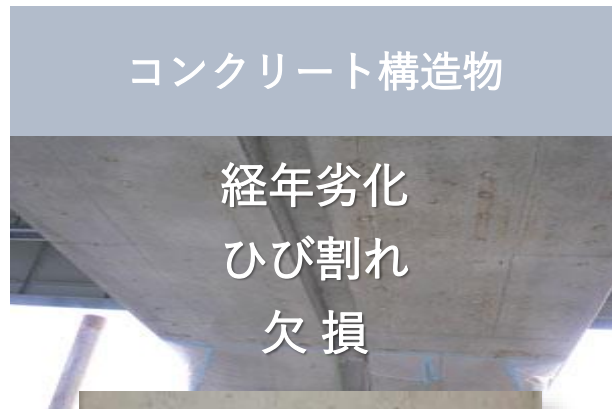 コンクリート構造物
経年劣化
ひび割れ
欠 損